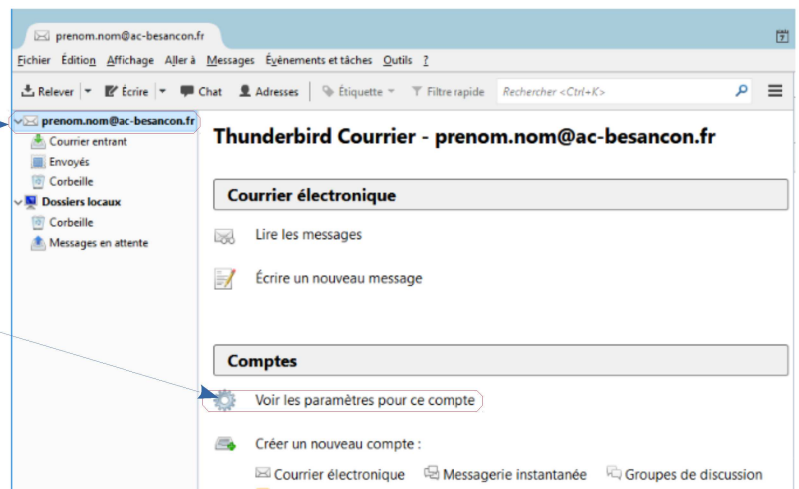 prenom.nom@ac-besancon.fr
Fichier Édition Affichage Aller à Messages Évènements et tâches Outils ?
Relever Écrire Chat Adresses Étiquette Filtre rapide Rechercher <Ctrl+K>
prenom.nom@ac-besancon.fr
Courrier entrant
Envoyés
Corbeille
Dossiers locaux
Corbeille
Messages en attente
Thunderbird Courrier - prenom.nom@ac-besancon.fr
Courrier électronique
Lire les messages
Écrire un nouveau message
Comptes
Voir les paramètres pour ce compte
Créer un nouveau compte :
Courrier électronique Messagerie instantanée Groupes de discussion